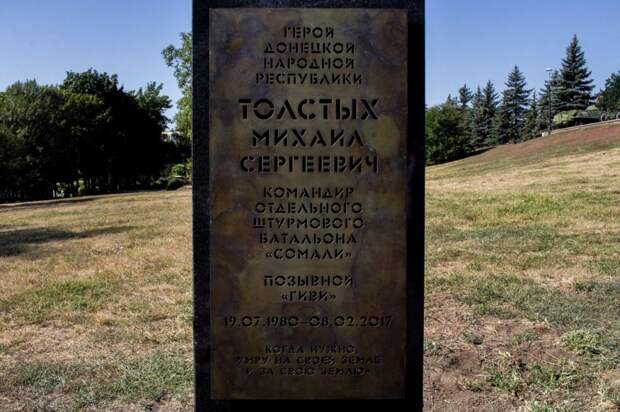 ГЕРОЙ
ДОНЕЦКОЙ
НАРОДНОЙ
РЕСПУБЛИКИ
ТОЛСТЫХ
МИХАИЛ
СЕРГЕЕВИЧ
КОМАНДИР
ОТДЕЛЬНОГО
ШТУРМОВОГО
БАТАЛЬОНА
«СОМАЛИ»
ПОЗЫВНОЙ
«ГИВИ»
19.07.1980-08.02.2017
«КОГДА НУЖНО,
УМРУ НА СВОЕЙ ЗЕМЛЕ
И ЗА СВОЮ ЗЕМЛЮ»